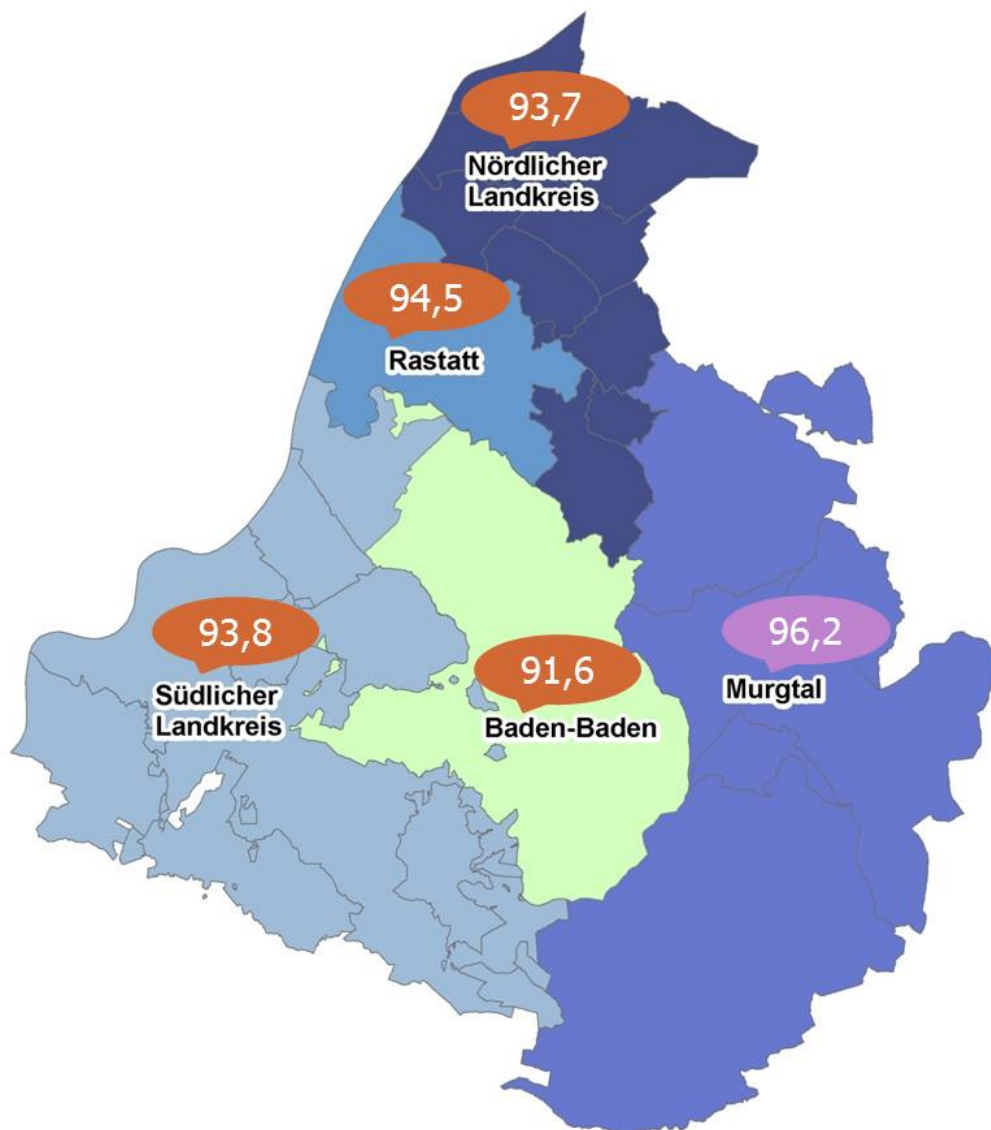 93,7
Nördlicher
Landkreis
94,5
Rastatt
93,8
Südlicher
Landkreis
91,6
Baden-Baden
96,2
Murgtal